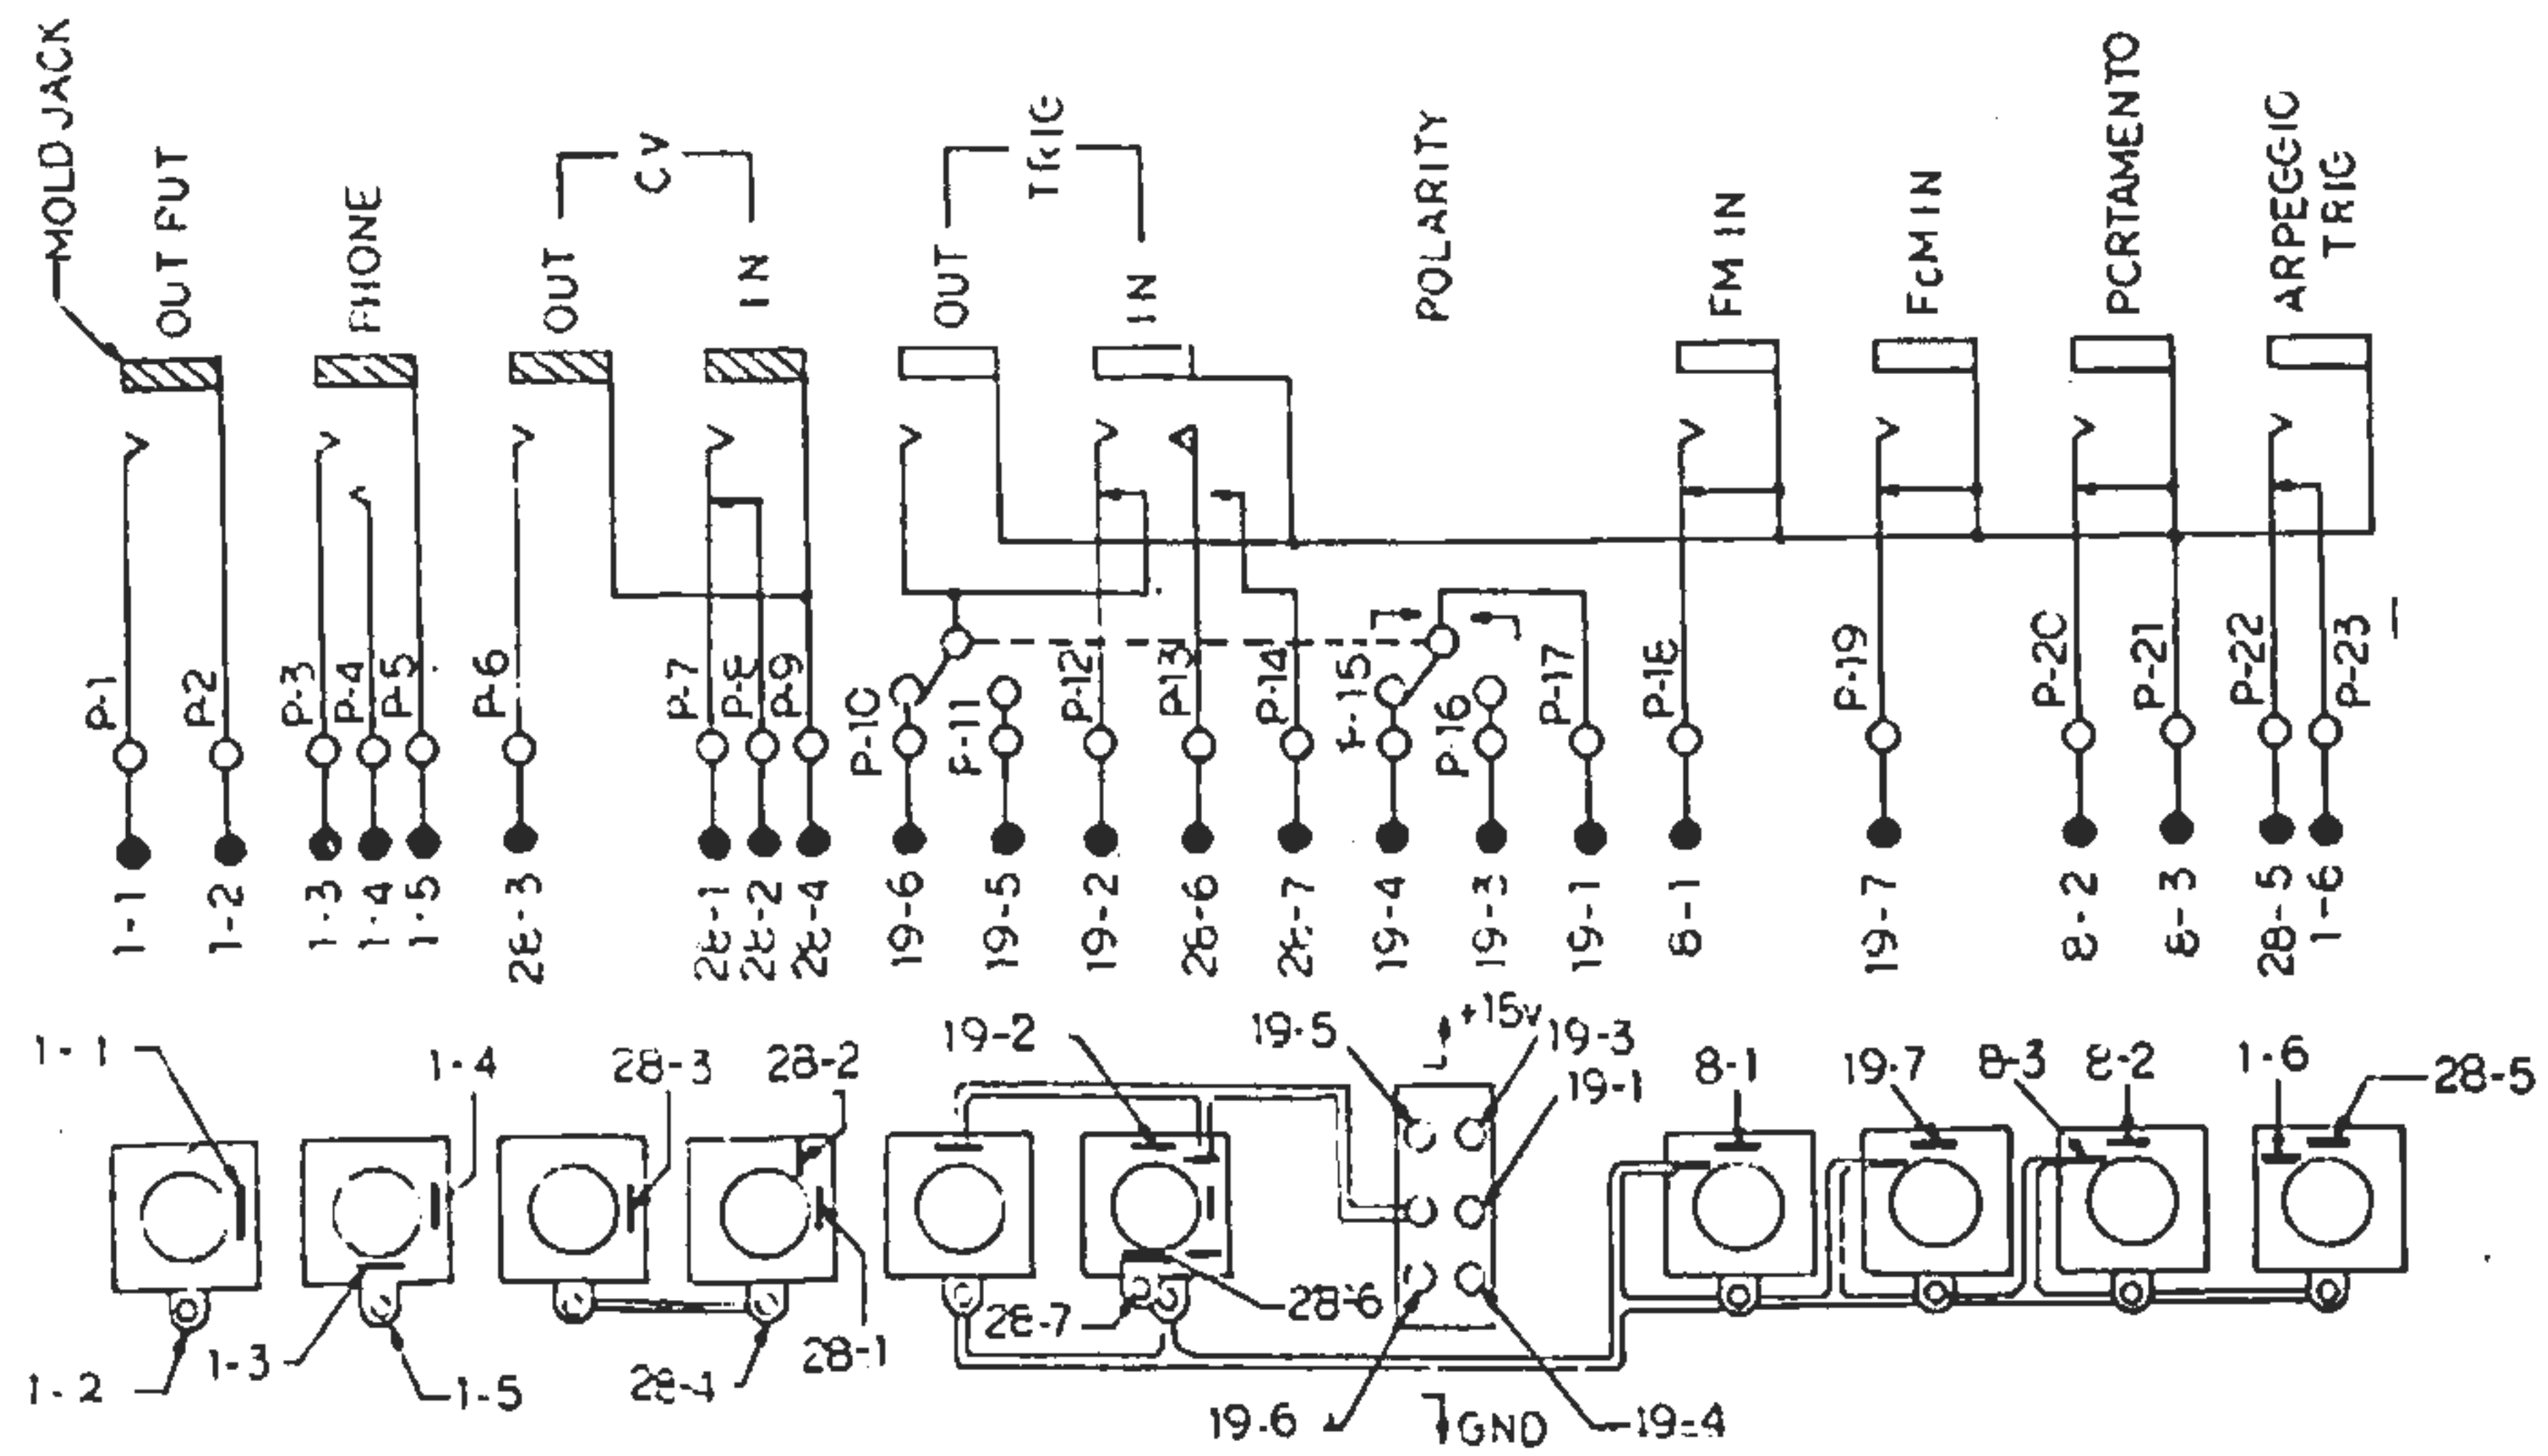 MOLD JACK
OUTPUT
PHONE
CV
OUT
IN
TRIG
OUT
IN
POLARITY
FM IN
FcM IN
PORTAMENTO
ARPEGGIO
TRIG
P-1
P-2
P-3
P-4
P-5
P-6
P-7
P-8
P-9
P-10
P-11
P-12
P-13
P-14
P-15
P-16
P-17
P-18
P-19
P-20
P-21
P-22
P-23
1-1
1-2
1-3
1-4
1-5
28-3
28-1
28-2
28-4
19-6
19-5
19-2
28-6
28-7
19-4
19-3
19-1
8-1
19-7
8-2
8-3
28-5
1-6
1-1
1-4
28-3
28-2
19-2
19-5
+15V
19-3
19-1
8-1
19-7
8-3
8-2
1-6
28-5
1-2
1-3
1-5
28-4
28-1
28-7
28-6
19-6
GND
19-4